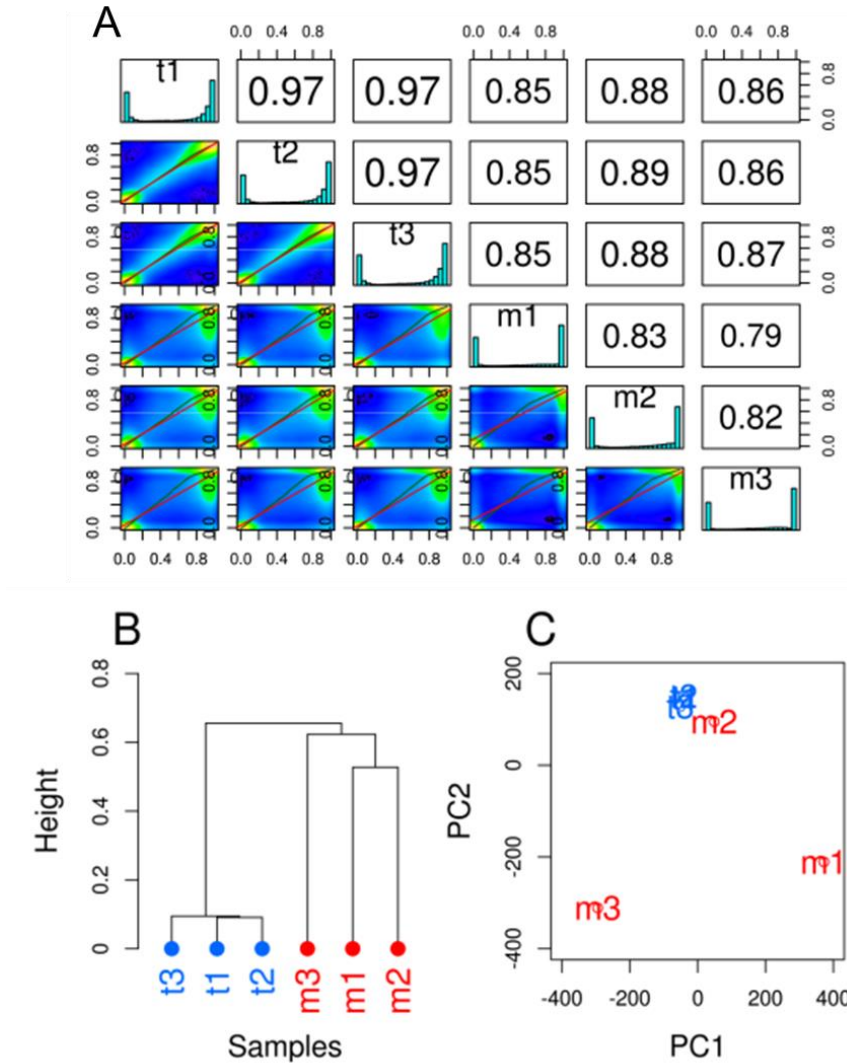 A
0.0 0.4 0.8 0.0 0.4 0.8 0.0 0.4 0.8
t1 0.97 0.97 0.85 0.88 0.86 0.0 0.8
0.0 0.8 t2 0.97 0.85 0.89 0.86
0.0 0.8 t3 0.85 0.88 0.87 0.0 0.8
0.0 0.8 m1 0.83 0.79
0.0 0.8 m2 0.82 0.0 0.8
0.0 0.8 m3
0.0 0.4 0.8 0.0 0.4 0.8 0.0 0.4 0.8
B
0.8
0.6
0.4
0.2
0
Height
t3 t1 t2 m3 m1 m2
Samples
C
200
0
-200
-400
PC2
t3
m2
m1
m3
-400 -200 0 200 400
PC1